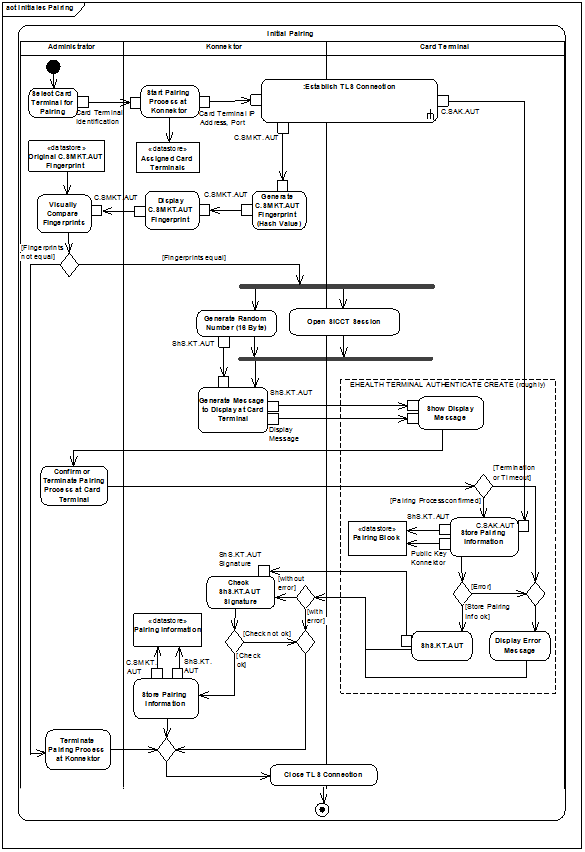 act Initiales Pairing
Initial Pairing
Administrator
Konnektor
Card Terminal
Select Card
Terminal for
Pairing
Card Terminal
Identification
Start Pairing
Process at
Konnektor
Card Terminal IP
Address, Port
:Establish TLS Connection
C.SAK.AUT
C.SMKT.AUT
«datastore»
Original C.SMKT.AUT
Fingerprint
«datastore»
Assigned Card
Terminals
Visually
Compare
Fingerprints
C.SMKT.AUT
Display
C.SMKT.AUT
Fingerprint
C.SMKT.AUT
Generate
C.SMKT.AUT
Fingerprint
(Hash Value)
[Fingerprints
not equal]
[Fingerprints equal]
Generate Random
Number (16 Byte)
Open SICCT Session
ShS.KT.AUT
Generate Message
to Display at Card
Terminal
ShS.KT.AUT
Display
Message
EHEALTH TERMINAL AUTHENTICATE CREATE (roughly)
Show Display
Message
Confirm or
Terminate Pairing
Process at Card
Terminal
[Termination
or Timeout]
[Pairing Process confirmed]
ShS.KT.AUT
C.SAK.AUT
«datastore»
Pairing Block
Store Pairing
Information
Public Key
Konnektor
ShS.KT.AUT
Signature
Check
ShS.KT.AUT
Signature
[without
error]
[with
error]
[Error]
[Store Pairing
Info ok]
«datastore»
Pairing Information
[Check not ok]
[Check
ok]
ShS.KT.AUT
Display Error
Message
C.SMKT.
AUT
ShS.KT.
AUT
Store Pairing
Information
Terminate
Pairing Process
at Konnektor
Close TLS Connection